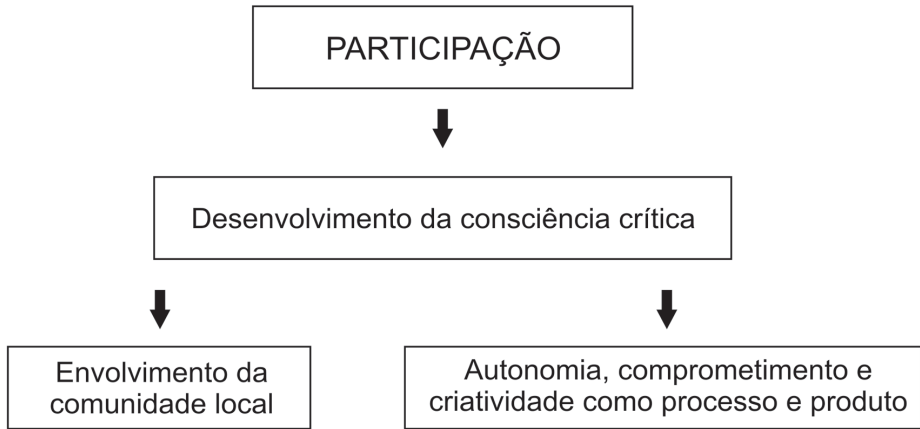 PARTICIPAÇÃO
Desenvolvimento da consciência crítica
Envolvimento da
comunidade local
Autonomia, comprometimento e
criatividade como processo e produto